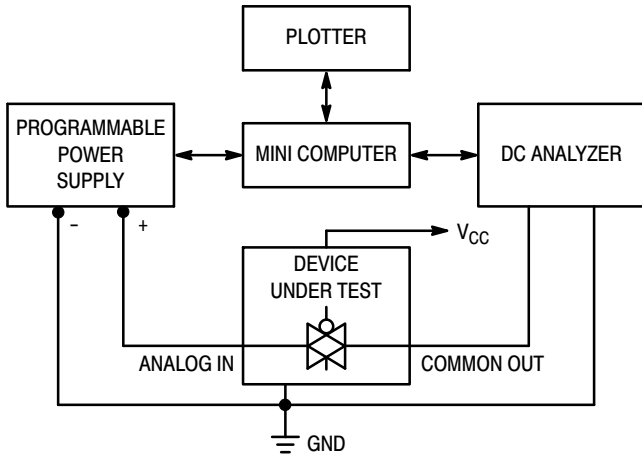 PLOTTER
PROGRAMMABLE
POWER
SUPPLY
MINI COMPUTER
DC ANALYZER
– +
VCC
DEVICE
UNDER TEST
ANALOG IN
COMMON OUT
GND